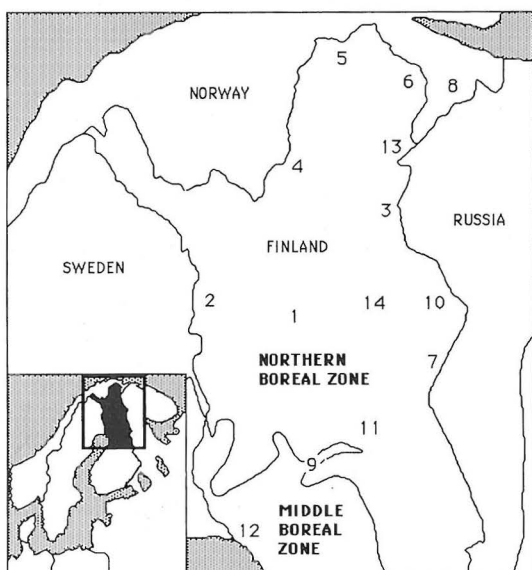 5
NORWAY
6
8
13
4
3
RUSSIA
FINLAND
SWEDEN
2
14
10
1
NORTHERN
BOREAL ZONE
7
11
9
MIDDLE
BOREAL
ZONE
12